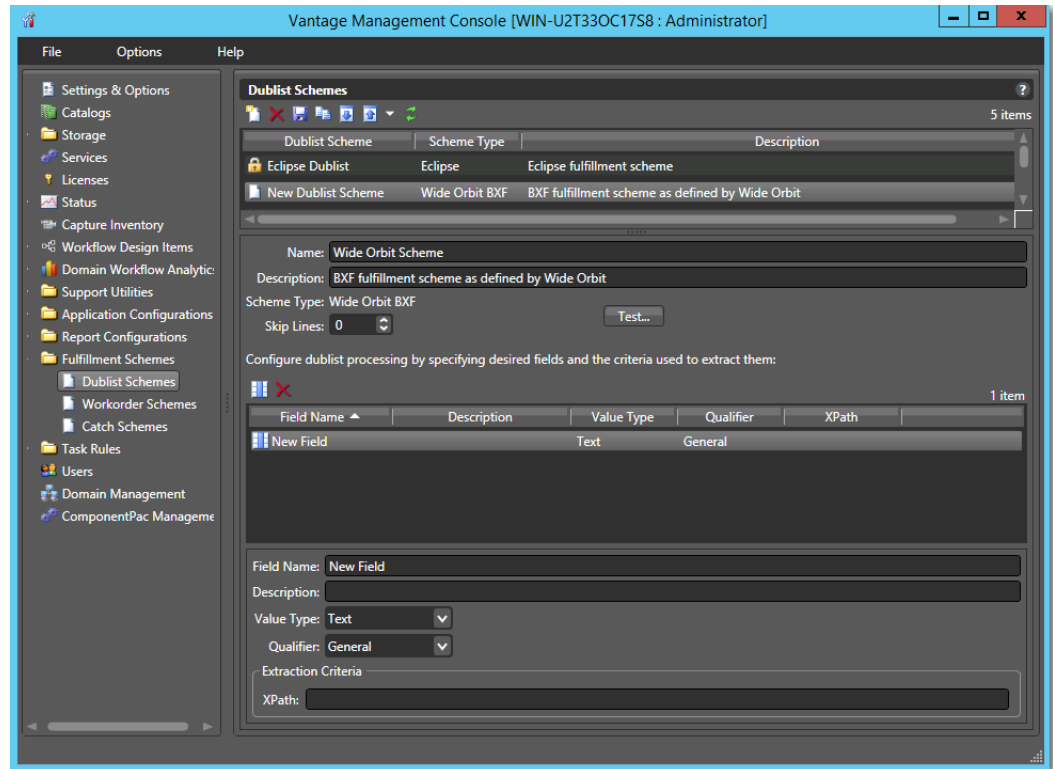 Vantage Management Console [WIN-U2T33OC17S8 : Administrator]
File Options Help
Settings & Options
Catalogs
Storage
Services
Licenses
Status
Capture Inventory
Workflow Design Items
Domain Workflow Analytic:
Support Utilities
Application Configurations
Report Configurations
Fulfillment Schemes
Dublist Schemes
Workorder Schemes
Catch Schemes
Task Rules
Users
Domain Management
ComponentPac Manageme
Dublist Schemes ?
5 items
Dublist Scheme Scheme Type Description
Eclipse Dublist Eclipse Eclipse fulfillment scheme
New Dublist Scheme Wide Orbit BXF BXF fulfillment scheme as defined by Wide Orbit
Name: Wide Orbit Scheme
Description: BXF fulfillment scheme as defined by Wide Orbit
Scheme Type: Wide Orbit BXF
Skip Lines: 0 Test...
Configure dublist processing by specifying desired fields and the criteria used to extract them:
1 item
Field Name Description Value Type Qualifier XPath
New Field Text General
Field Name: New Field
Description:
Value Type: Text
Qualifier: General
Extraction Criteria
XPath: